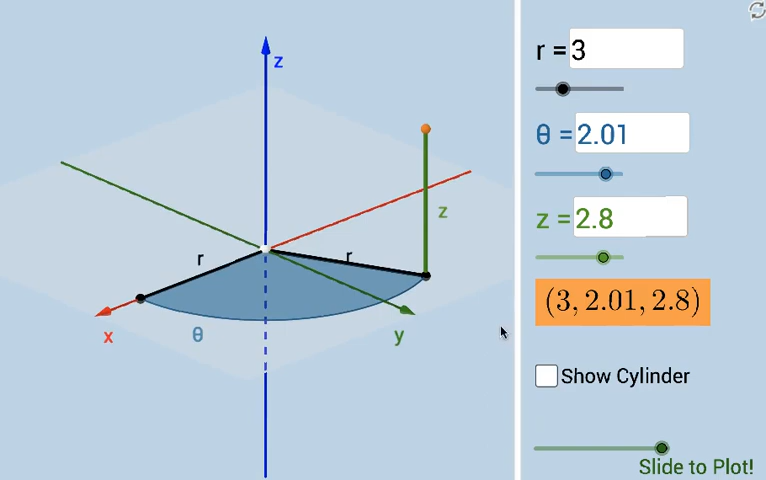 z
z
r
r
x
θ
y
r = 3
θ = 2.01
z = 2.8
(3, 2.01, 2.8)
Show Cylinder
Slide to Plot!